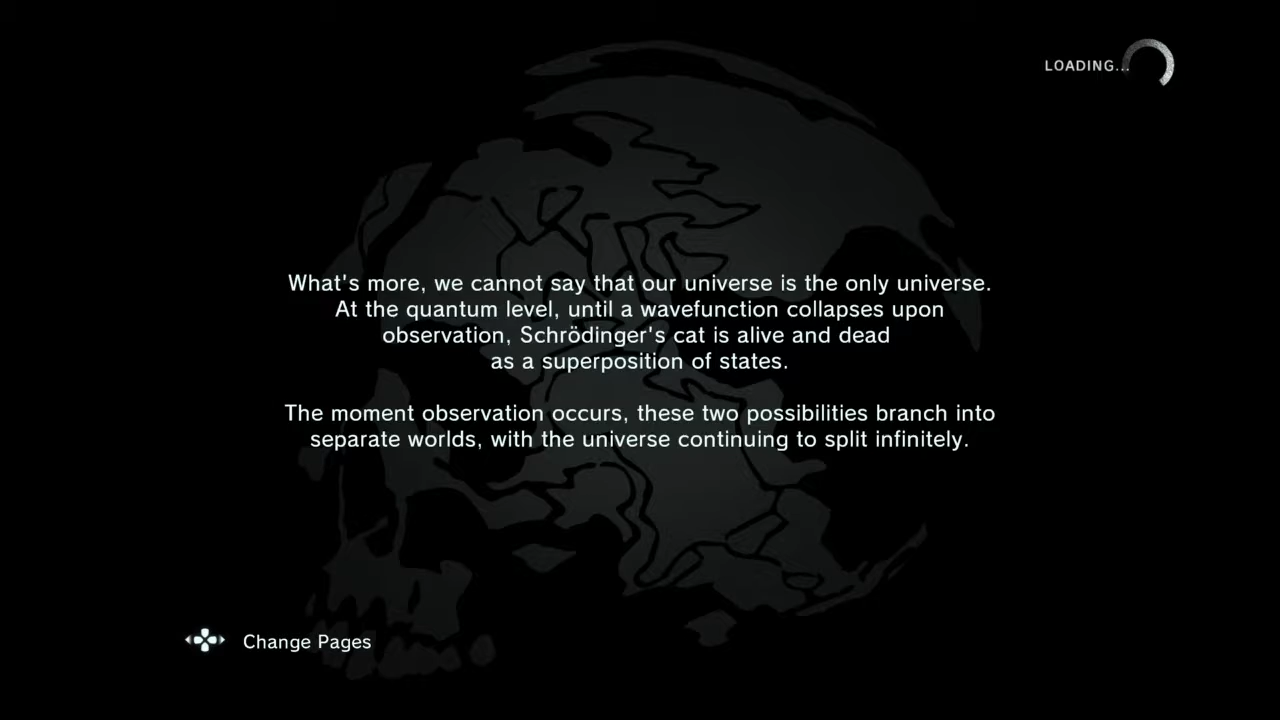 LOADING...
What's more, we cannot say that our universe is the only universe.
At the quantum level, until a wavefunction collapses upon
observation, Schrödinger's cat is alive and dead
as a superposition of states.
The moment observation occurs, these two possibilities branch into
separate worlds, with the universe continuing to split infinitely.
Change Pages